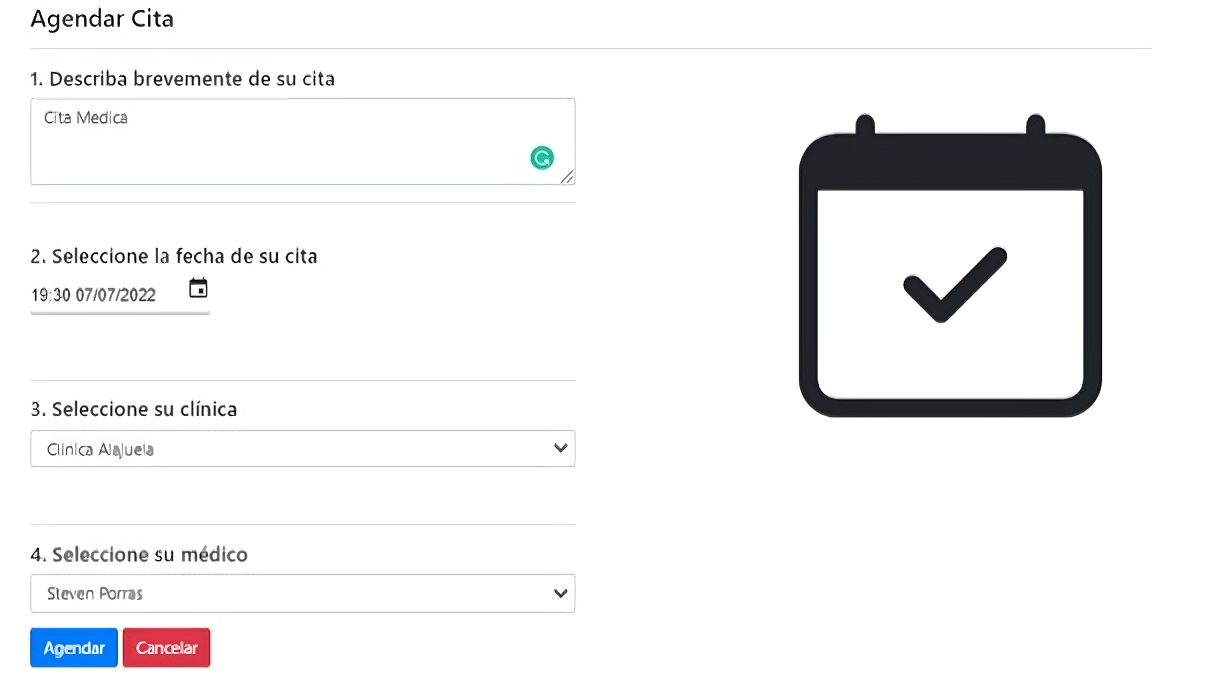 Agendar Cita
1. Describa brevemente de su cita
Cita Medica
2. Seleccione la fecha de su cita
19:30 07/07/2022
3. Seleccione su clínica
Clinica Alajuela
4. Seleccione su médico
Steven Porras
Agendar Cancelar